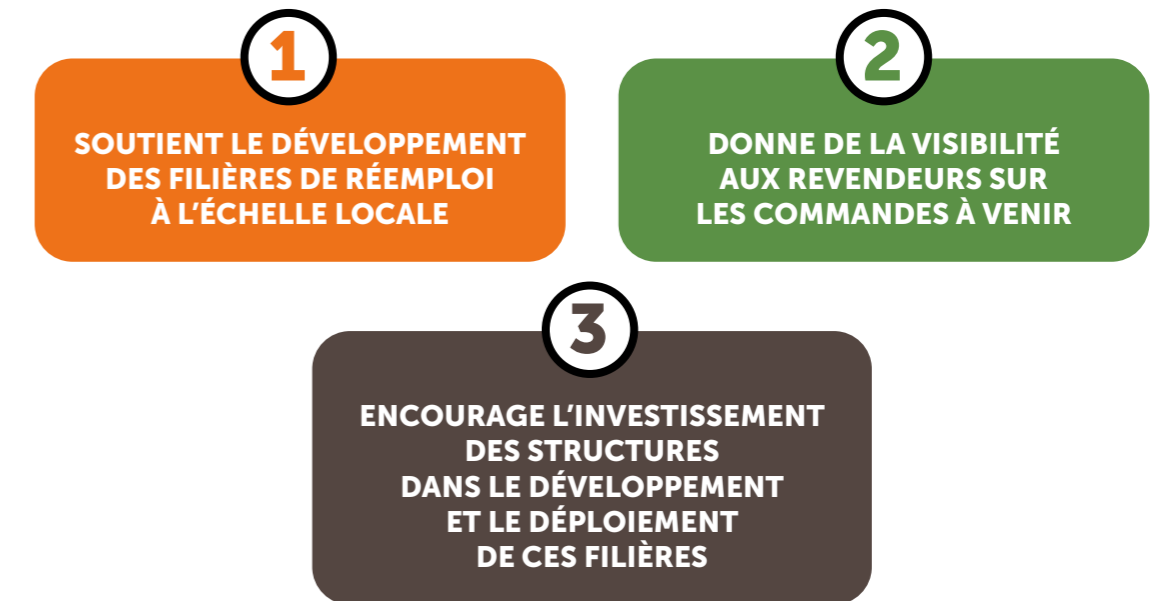 1
SOUTIENT LE DÉVELOPPEMENT
DES FILIÈRES DE RÉEMPLOI
À L’ÉCHELLE LOCALE
2
DONNE DE LA VISIBILITÉ
AUX REVENDEURS SUR
LES COMMANDES À VENIR
3
ENCOURAGE L’INVESTISSEMENT
DES STRUCTURES
DANS LE DÉVELOPPEMENT
ET LE DÉPLOIEMENT
DE CES FILIÈRES